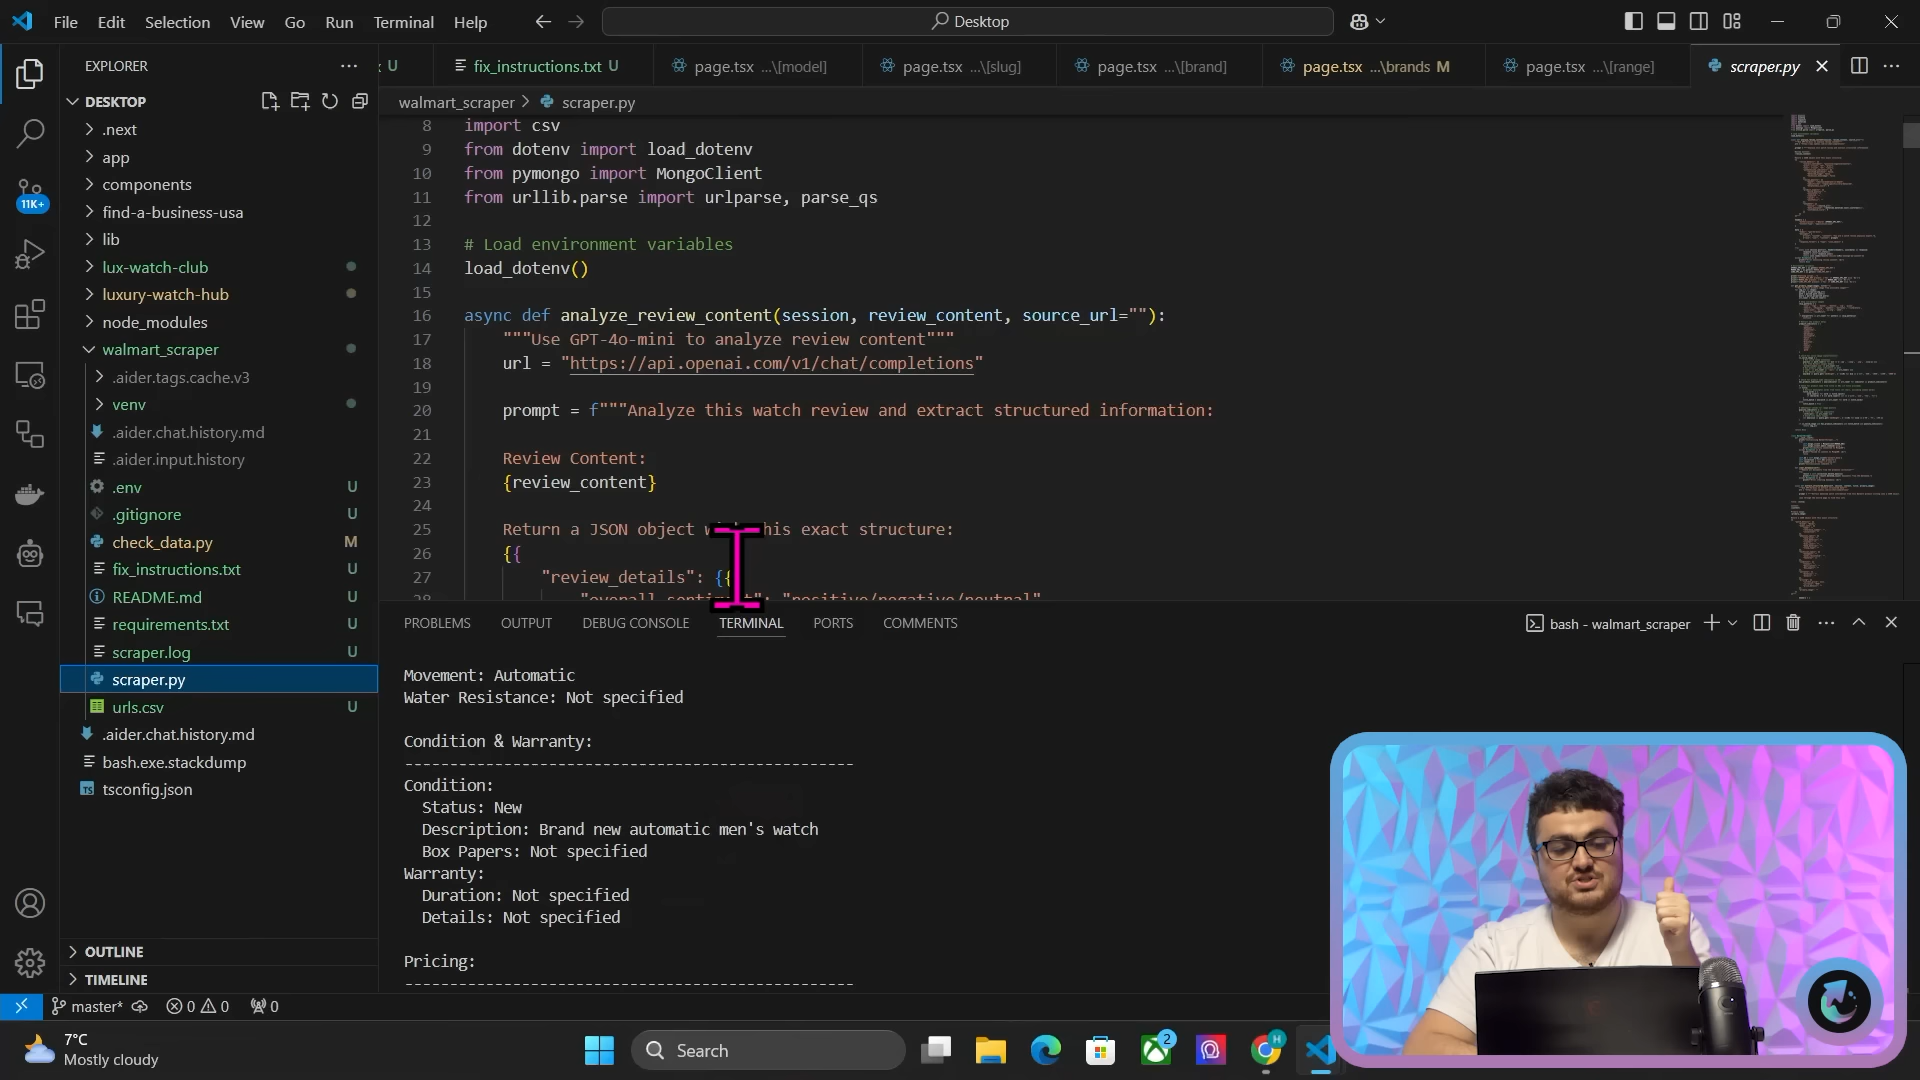 File Edit Selection View Go Run Terminal Help
Desktop
EXPLORER
DESKTOP
.next
app
components
find-a-business-usa
lib
lux-watch-club
luxury-watch-hub
node_modules
walmart_scraper
.aider.tags.cache.v3
venv
.aider.chat.history.md
.aider.input.history
.env U
.gitignore U
check_data.py M
fix_instructions.txt U
README.md U
requirements.txt U
scraper.log U
scraper.py
urls.csv U
.aider.chat.history.md
bash.exe.stackdump
tsconfig.json
OUTLINE
TIMELINE
11K+
U fix_instructions.txt U page.tsx ...\[model] page.tsx ...\[slug] page.tsx ...\[brand] page.tsx ...\brands M page.tsx ...\[range] scraper.py
walmart_scraper > scraper.py
8 import csv
9 from dotenv import load_dotenv
10 from pymongo import MongoClient
11 from urllib.parse import urlparse, parse_qs
12
13 # Load environment variables
14 load_dotenv()
15
16 async def analyze_review_content(session, review_content, source_url=""):
17 """Use GPT-4o-mini to analyze review content"""
18 url = "https://api.openai.com/v1/chat/completions"
19
20 prompt = f"""Analyze this watch review and extract structured information:
21
22 Review Content:
23 {review_content}
24
25 Return a JSON object his exact structure:
26 {{
27 "review_details": {{
28 "overall_sentiment": "positive/negative/neutral"
PROBLEMS OUTPUT DEBUG CONSOLE TERMINAL PORTS COMMENTS
bash - walmart_scraper
Movement: Automatic
Water Resistance: Not specified
Condition & Warranty:
--------------------------------------------------
Condition:
Status: New
Description: Brand new automatic men's watch
Box Papers: Not specified
Warranty:
Duration: Not specified
Details: Not specified
Pricing:
--------------------------------------------------
master* 0 0 0
7°C
Mostly cloudy
Search
2
H